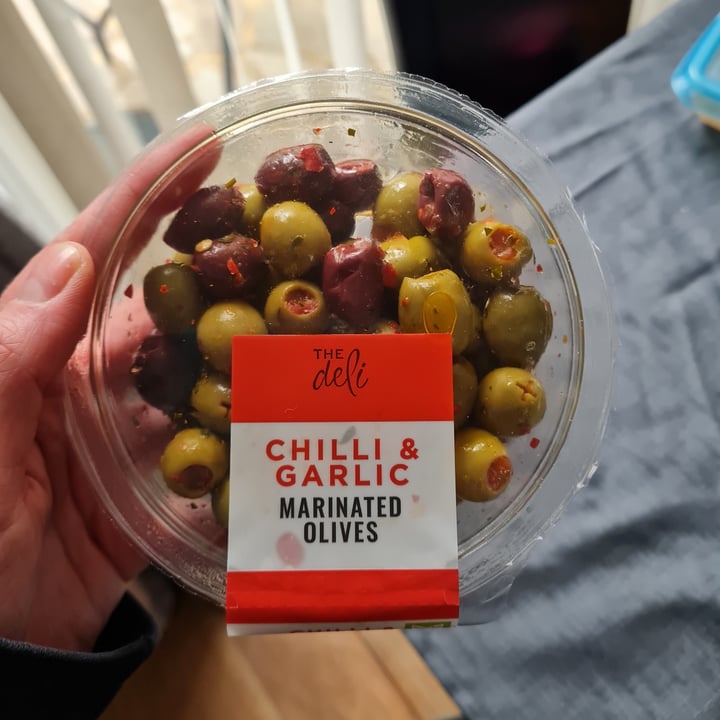 THE
deli
CHILLI &
GARLIC
MARINATED
OLIVES